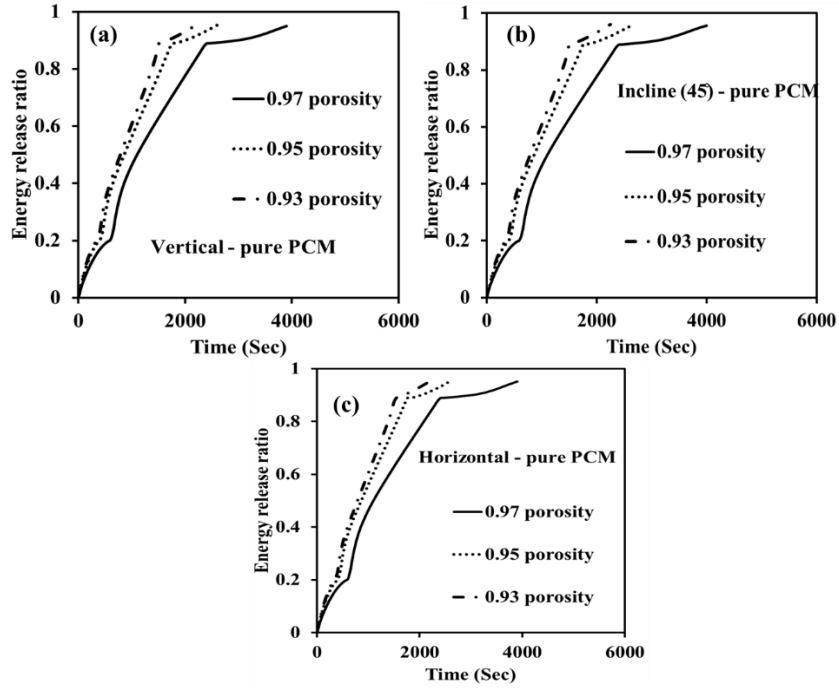 (a)
Energy release ratio
1
0.8
0.6
0.4
0.2
0
0.97 porosity
0.95 porosity
0.93 porosity
Vertical - pure PCM
0 2000 4000 6000
Time (Sec)
(b)
Energy release ratio
1
0.8
0.6
0.4
0.2
0
Incline (45) - pure PCM
0.97 porosity
0.95 porosity
0.93 porosity
0 2000 4000 6000
Time (Sec)
(c)
Energy release ratio
1
0.8
0.6
0.4
0.2
0
Horizontal - pure PCM
0.97 porosity
0.95 porosity
0.93 porosity
0 2000 4000 6000
Time (Sec)